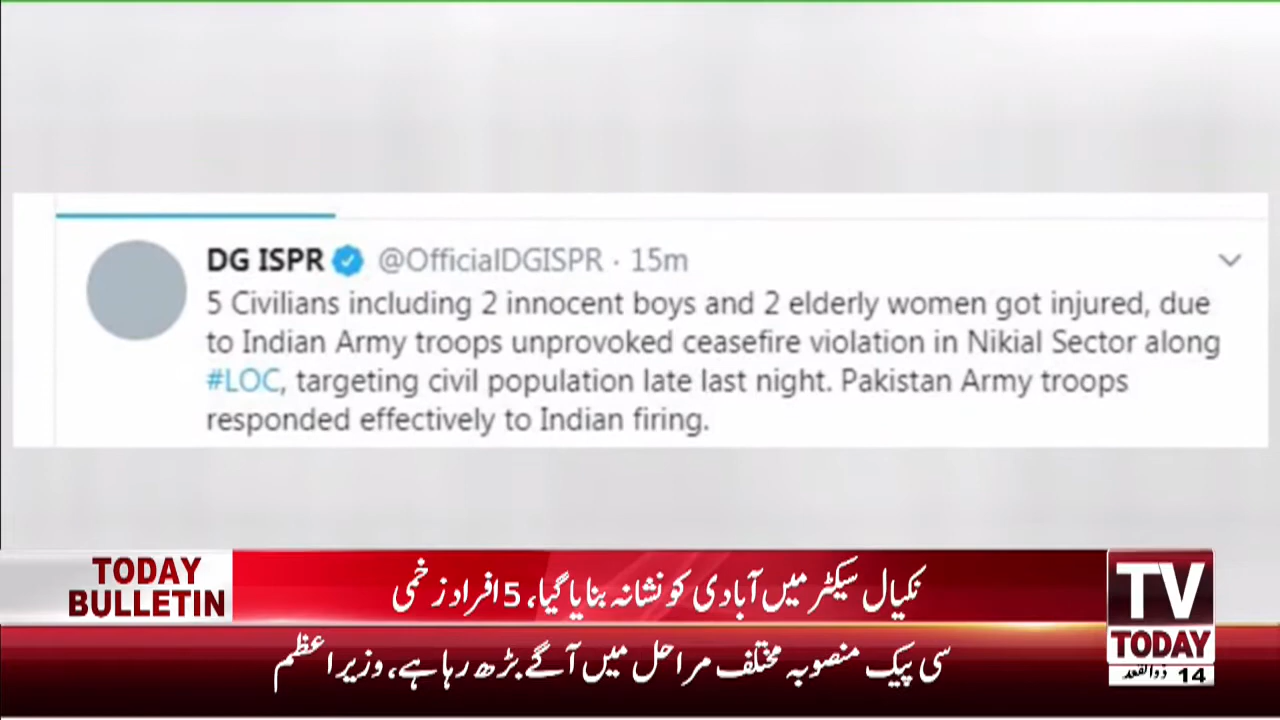 DG ISPR @OfficialDGISPR · 15m
5 Civilians including 2 innocent boys and 2 elderly women got injured, due
to Indian Army troops unprovoked ceasefire violation in Nikial Sector along
#LOC, targeting civil population late last night. Pakistan Army troops
responded effectively to Indian firing.
TODAY
BULLETIN
نکیال سیکٹر میں آبادی کو نشانہ بنایا گیا، 5 افراد زخمی
سی پیک منصوبہ مختلف مراحل میں آگے بڑھ رہا ہے، وزیراعظم
TV
TODAY
14 ذوالقعد